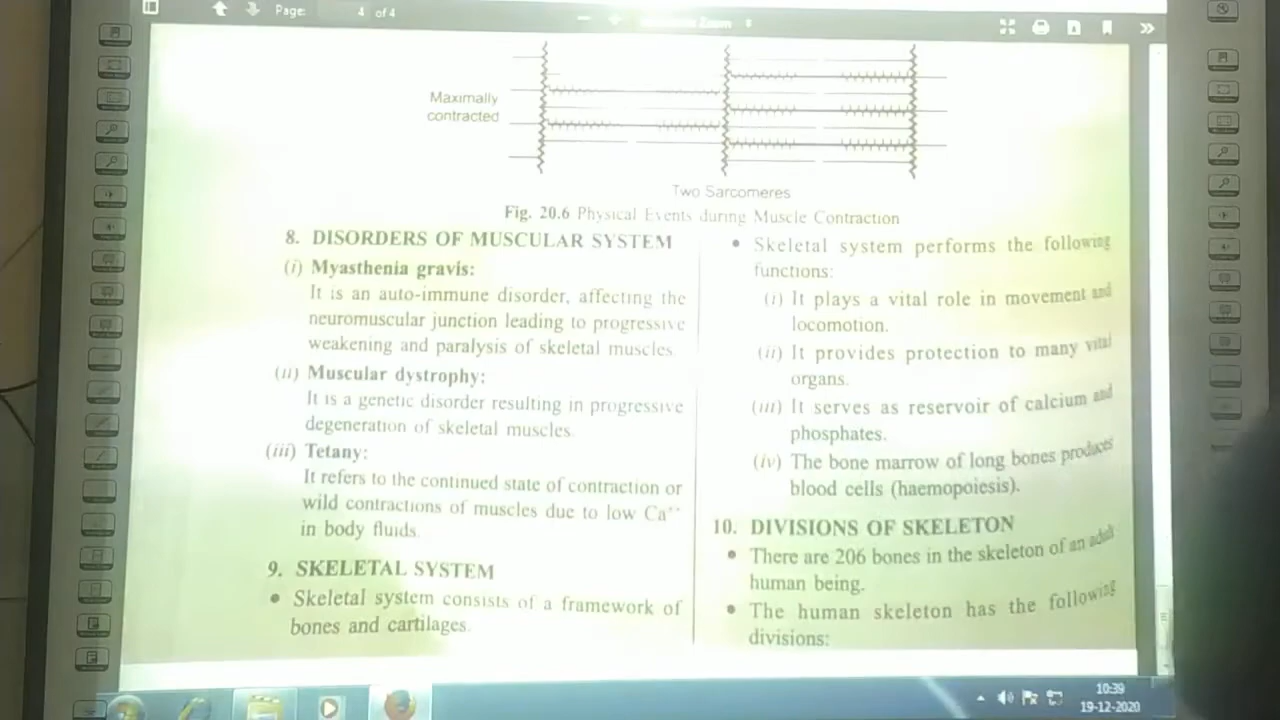 Page: 4 of 4
Zoom
Maximally
contracted
Two Sarcomeres
Fig. 20.6 Physical Events during Muscle Contraction
8. DISORDERS OF MUSCULAR SYSTEM
(i) Myasthenia gravis:
It is an auto-immune disorder, affecting the
neuromuscular junction leading to progressive
weakening and paralysis of skeletal muscles.
(ii) Muscular dystrophy:
It is a genetic disorder resulting in progressive
degeneration of skeletal muscles.
(iii) Tetany:
It refers to the continued state of contraction or
wild contractions of muscles due to low Ca⁺⁺
in body fluids.
9. SKELETAL SYSTEM
• Skeletal system consists of a framework of
bones and cartilages.
• Skeletal system performs the following
functions:
(i) It plays a vital role in movement and
locomotion.
(ii) It provides protection to many vital
organs.
(iii) It serves as reservoir of calcium and
phosphates.
(iv) The bone marrow of long bones produces
blood cells (haemopoiesis).
10. DIVISIONS OF SKELETON
• There are 206 bones in the skeleton of an adult
human being.
• The human skeleton has the following
divisions:
10:39
19-12-2020